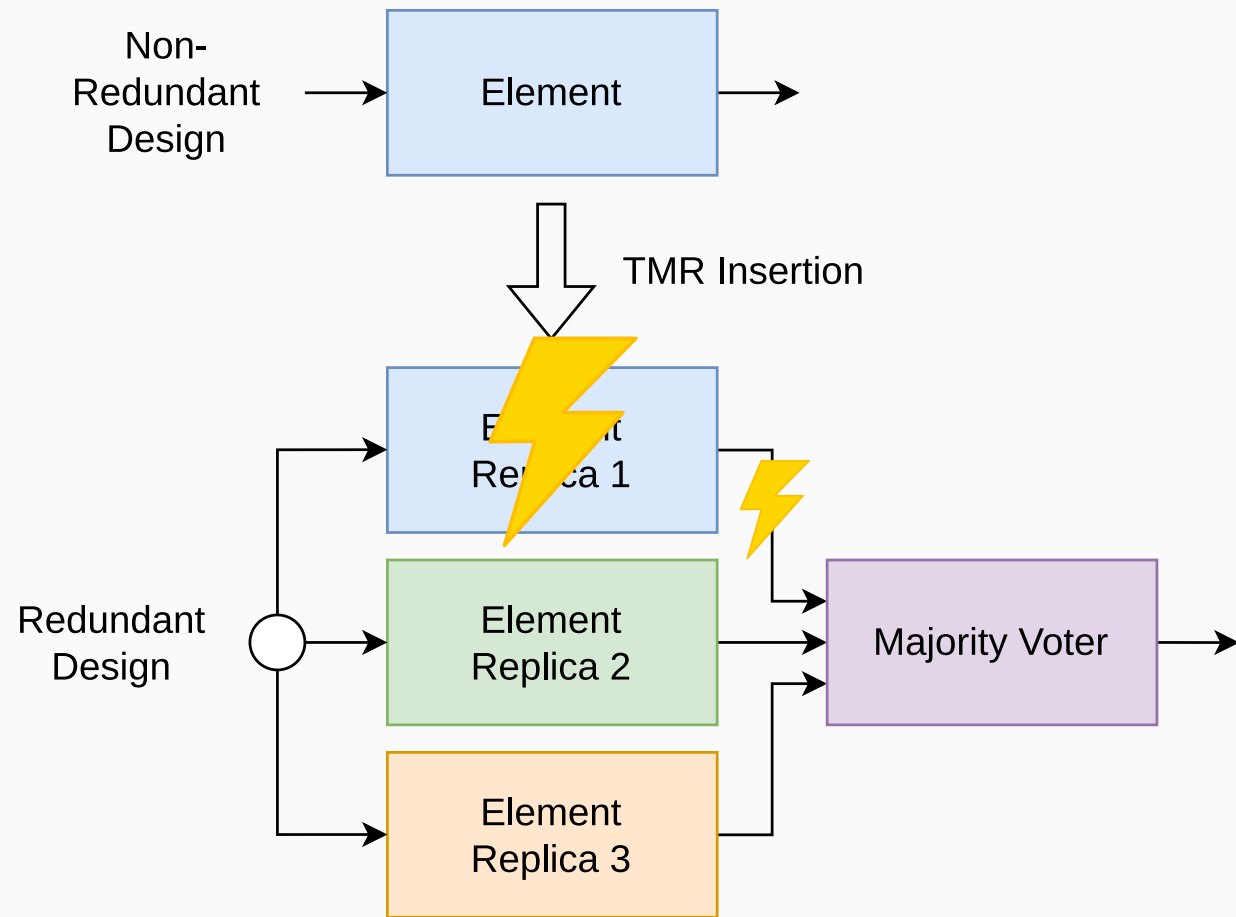 Non-
Redundant
Design
Element
TMR Insertion
Replica 1
Redundant
Design
Element
Replica 2
Majority Voter
Element
Replica 3